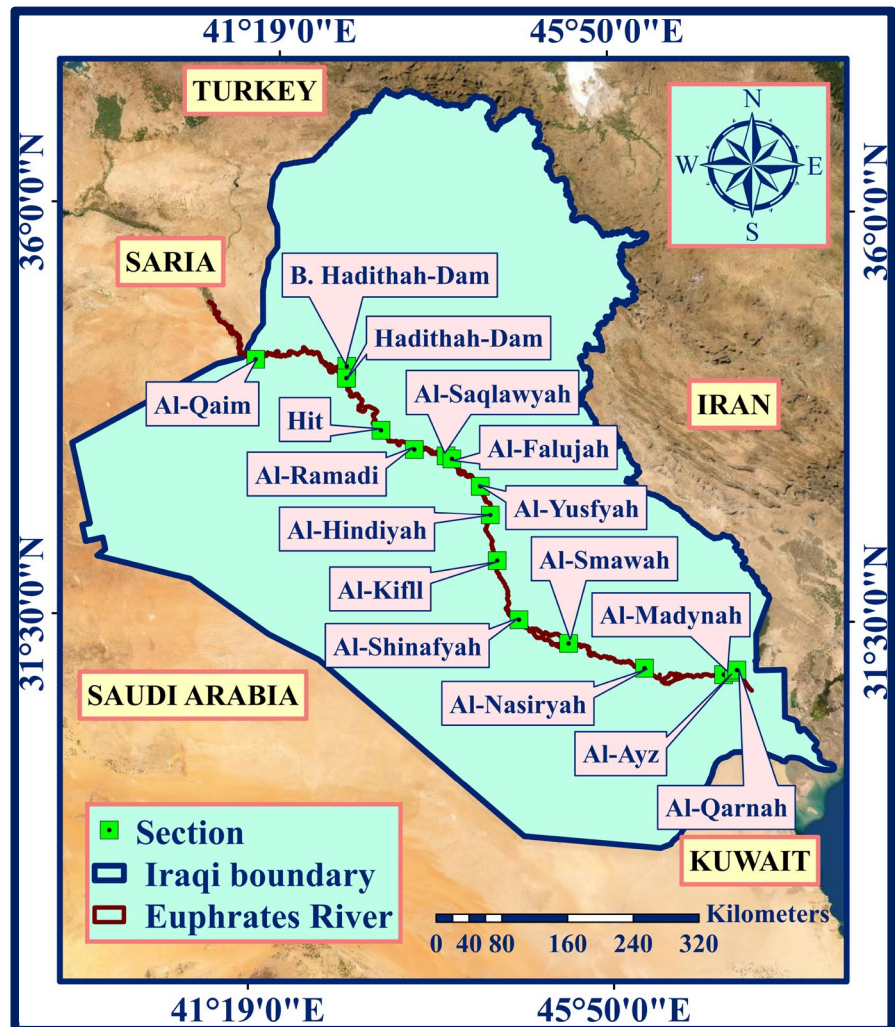 41°19'0"E
45°50'0"E
TURKEY
N
W
E
S
36°0'0"N
36°0'0"N
SARIA
B. Hadithah-Dam
Hadithah-Dam
Al-Saqlawyah
Al-Qaim
IRAN
Hit
Al-Falujah
Al-Ramadi
Al-Yusfyah
Al-Hindiyah
Al-Smawah
Al-Kifll
Al-Madynah
31°30'0"N
31°30'0"N
Al-Shinafyah
SAUDI ARABIA
Al-Nasiryah
Al-Ayz
Al-Qarnah
Section
Iraqi boundary
Euphrates River
KUWAIT
Kilometers
0 40 80 160 240 320
41°19'0"E
45°50'0"E